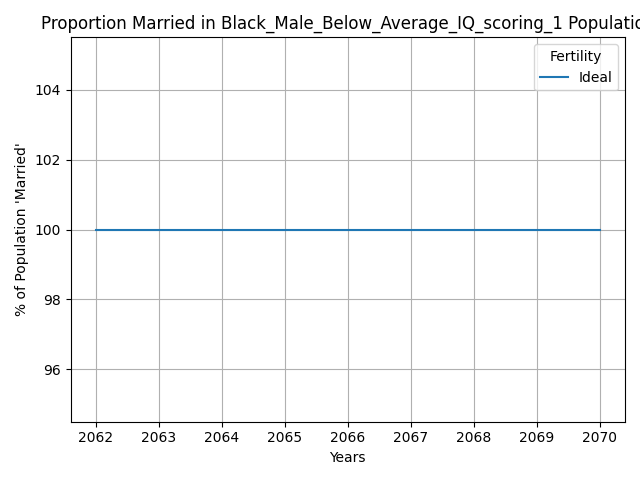 Proportion Married in Black_Male_Below_Average_IQ_scoring_1 Populatio
Fertility
Ideal
104
102
100
98
96
% of Population 'Married'
2062 2063 2064 2065 2066 2067 2068 2069 2070
Years